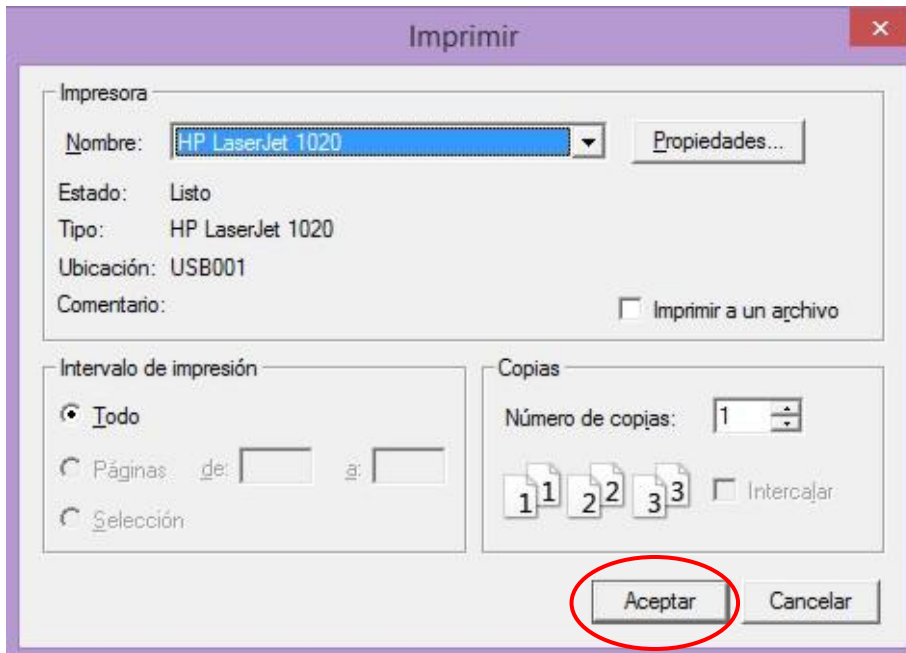 Imprimir
Impresora
Nombre: HP LaserJet 1020 Propiedades...
Estado: Listo
Tipo: HP LaserJet 1020
Ubicación: USB001
Comentario: Imprimir a un archivo
Intervalo de impresión
Todo
Páginas de: a:
Selección
Copias
Número de copias: 1
1 1 2 2 3 3 Intercalar
Aceptar Cancelar